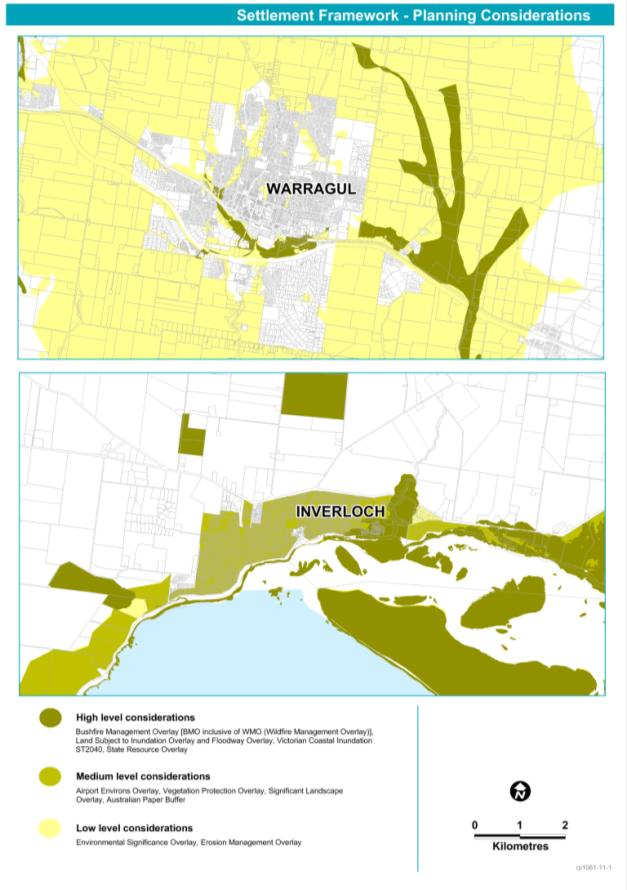 Settlement Framework - Planning Considerations
WARRAGUL
INVERLOCH
High level considerations
Bushfire Management Overlay [BMO inclusive of WMO (Wildfire Management Overlay)],
Land Subject to Inundation Overlay and Floodway Overlay, Victorian Coastal Inundation
ST2040, State Resource Overlay
Medium level considerations
Airport Environs Overlay, Vegetation Protection Overlay, Significant Landscape
Overlay, Australian Paper Buffer
Low level considerations
Environmental Significance Overlay, Erosion Management Overlay
N
0 1 2
Kilometres
rp1061-11-1